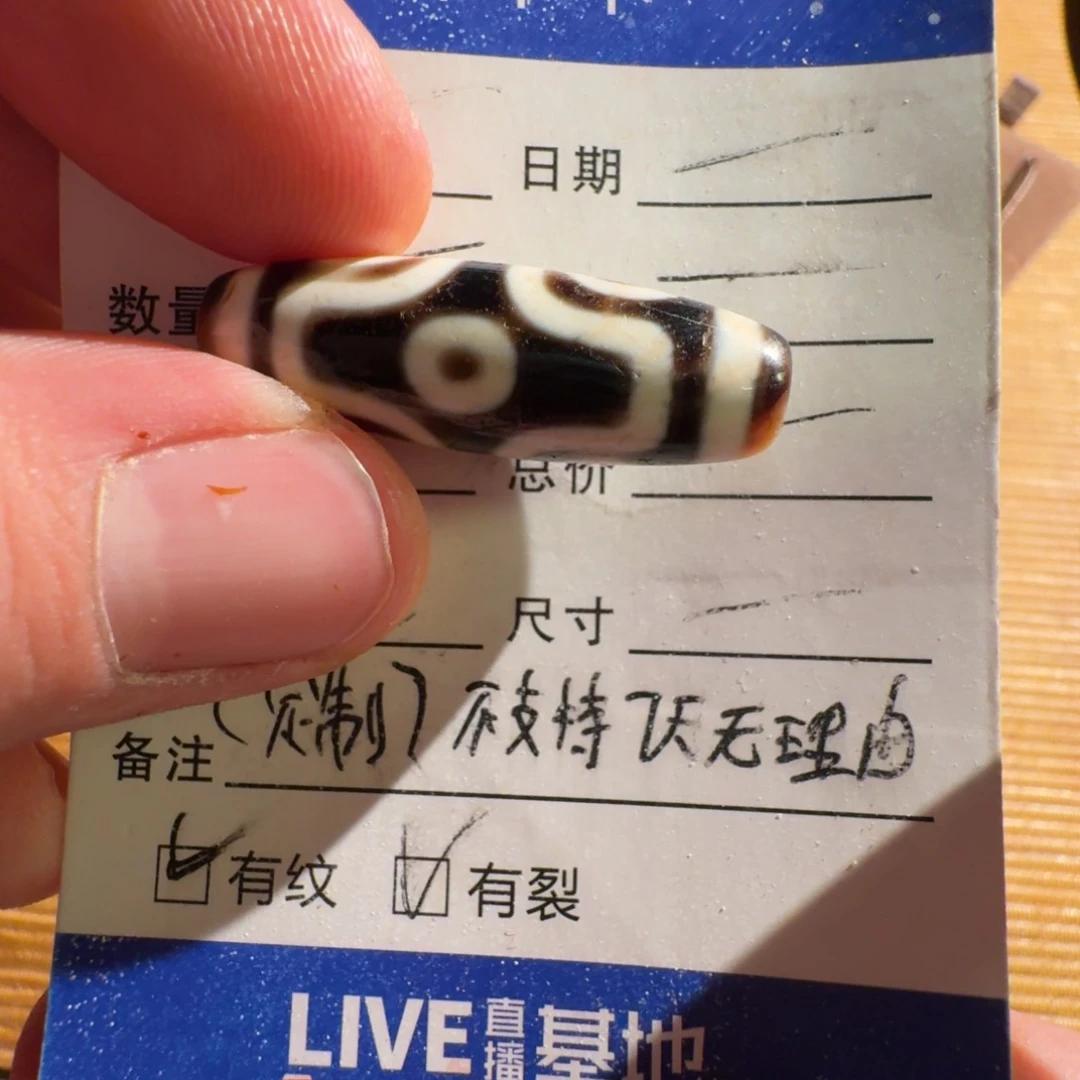 日期
数量
总价
尺寸
备注 (定制) 不支持7天无理由
有纹 有裂
LIVE 直播 基地